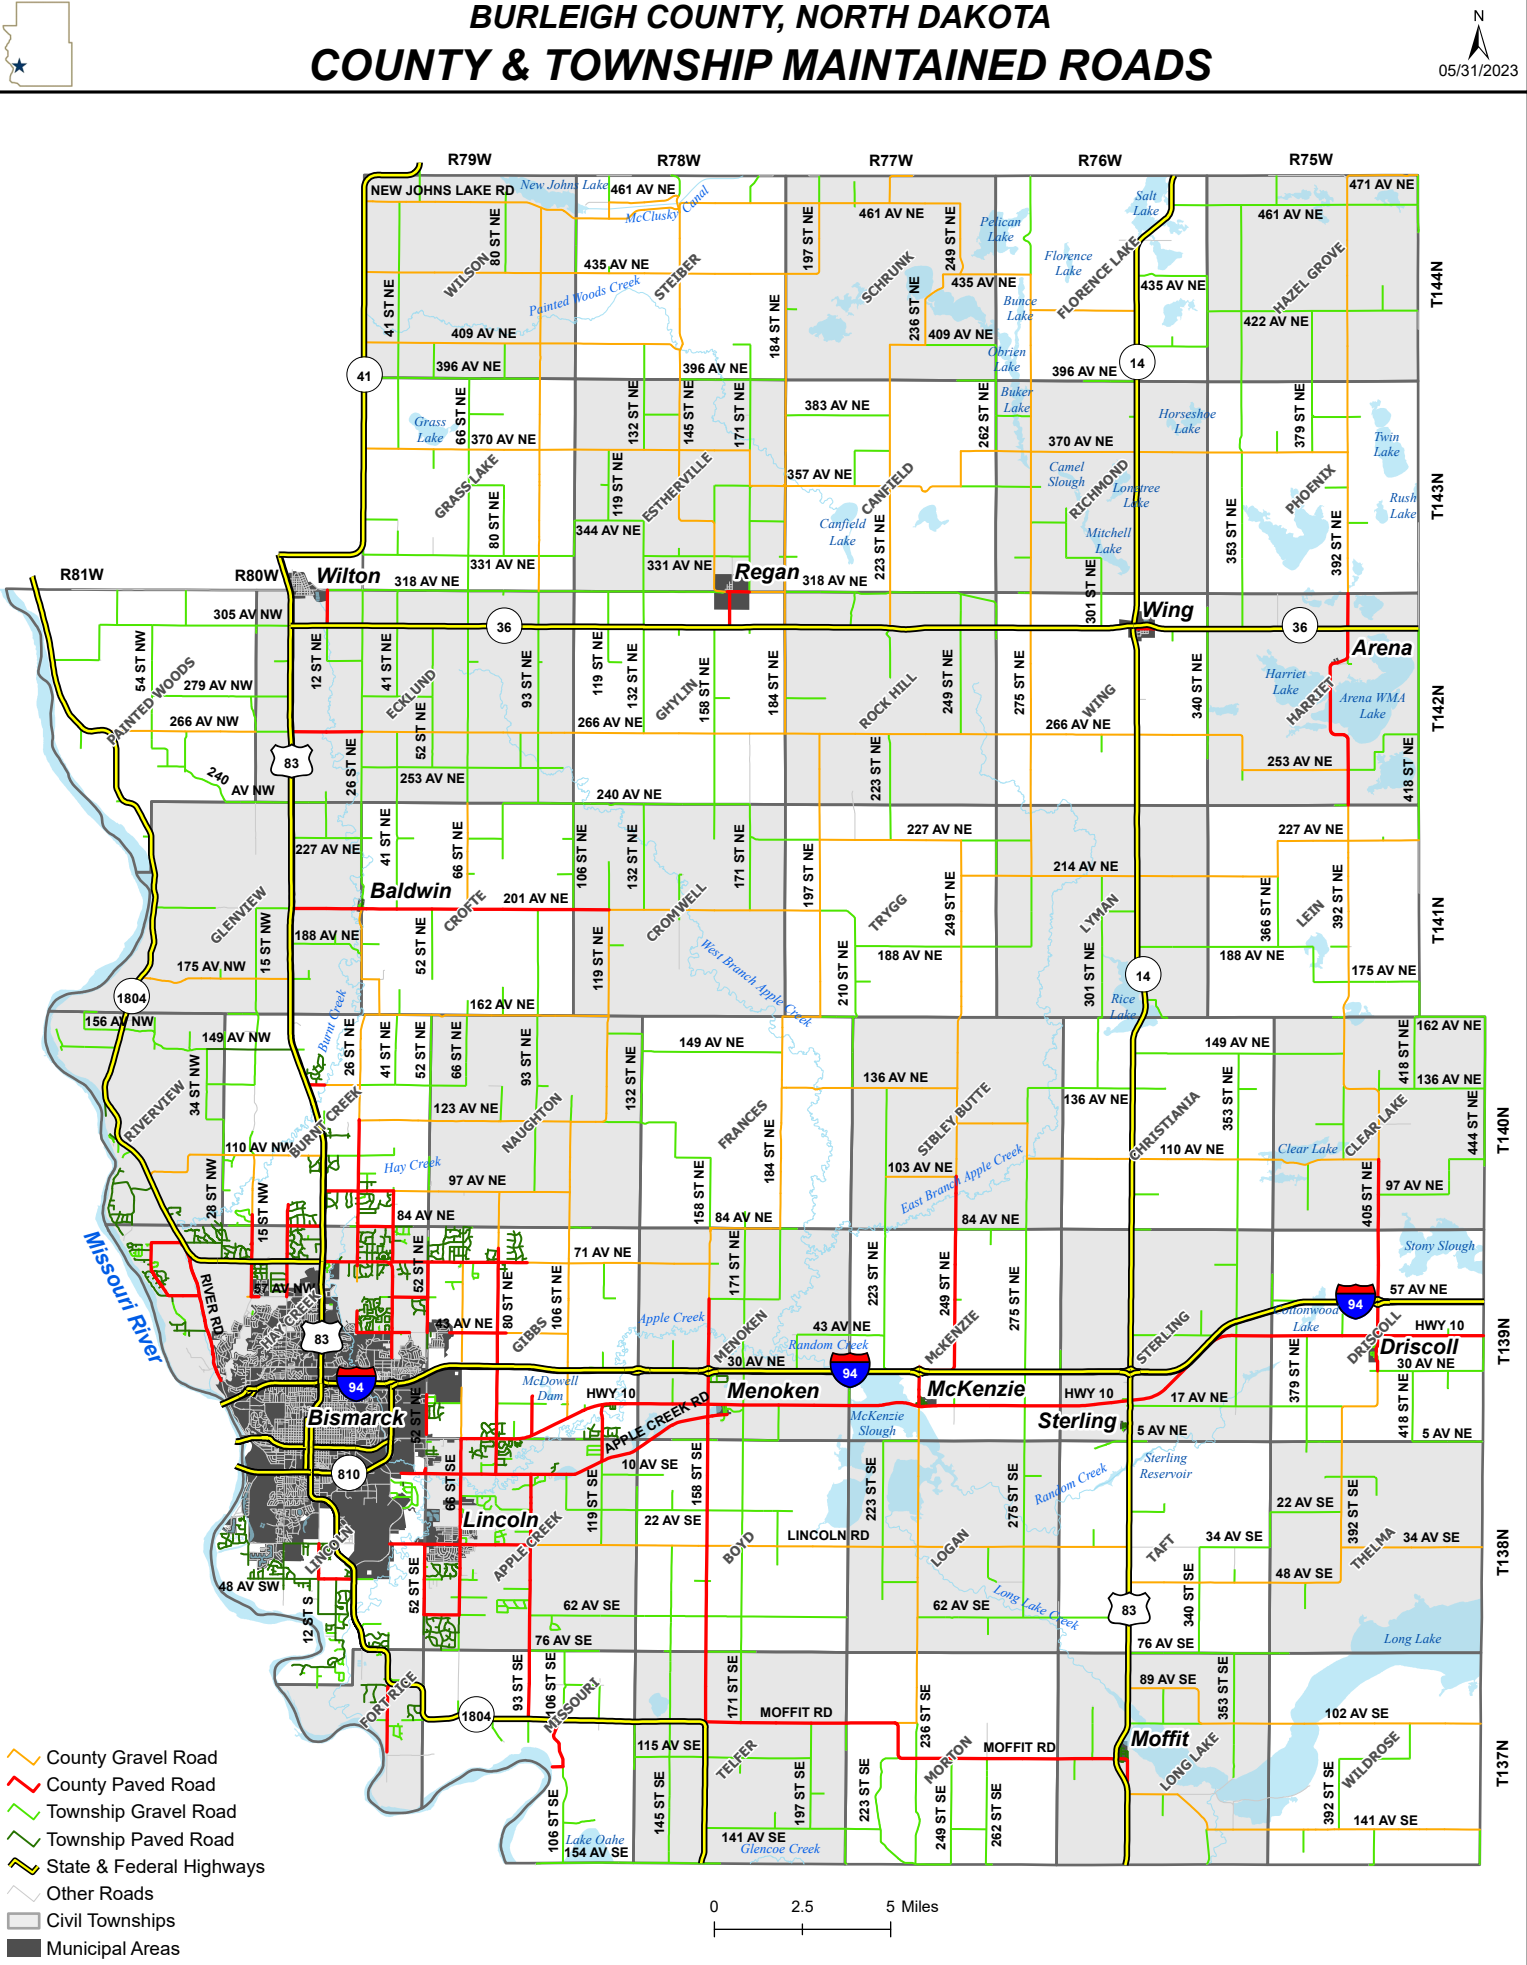 BURLEIGH COUNTY, NORTH DAKOTA
COUNTY & TOWNSHIP MAINTAINED ROADS
N
05/31/2023
R79W
R78W
R77W
R76W
R75W
NEW JOHNS LAKE RD
New Johns Lake
461 AV NE
McClusky Canal
461 AV NE
Salt
Lake
471 AV NE
461 AV NE
80 ST NE
197 ST NE
249 ST NE
Pelican
Lake
WILSON
STEIBER
SCHRUNK
Florence
Lake
FLORENCE LAKE
HAZEL GROVE
T144N
435 AV NE
435 AV NE
435 AV NE
Painted Woods Creek
41 ST NE
184 ST NE
236 ST NE
Bunce
Lake
422 AV NE
409 AV NE
409 AV NE
Obrien
Lake
396 AV NE
396 AV NE
396 AV NE
41
14
Buker
Lake
383 AV NE
66 ST NE
132 ST NE
145 ST NE
171 ST NE
262 ST NE
379 ST NE
Grass
Lake
Horseshoe
Lake
Twin
Lake
370 AV NE
370 AV NE
357 AV NE
GRASS LAKE
ESTHERVILLE
CANFIELD
Camel
Slough
RICHMOND
Lonetree
Lake
PHOENIX
Rush
Lake
T143N
119 ST NE
80 ST NE
Canfield
Lake
223 ST NE
Mitchell
Lake
353 ST NE
392 ST NE
344 AV NE
331 AV NE
331 AV NE
R81W
R80W
Wilton
318 AV NE
Regan
318 AV NE
301 ST NE
305 AV NW
36
Wing
36
Arena
54 ST NW
PAINTED WOODS
12 ST NE
41 ST NE
ECKLUND
93 ST NE
119 ST NE
132 ST NE
GHYLIN
158 ST NE
184 ST NE
ROCK HILL
249 ST NE
275 ST NE
WING
340 ST NE
Harriet
Lake
HARRIET
Arena WMA
Lake
T142N
279 AV NW
266 AV NW
52 ST NE
266 AV NE
266 AV NE
83
26 ST NE
253 AV NE
223 ST NE
253 AV NE
418 ST NE
240
AV NW
240 AV NE
227 AV NE
41 ST NE
66 ST NE
106 ST NE
132 ST NE
171 ST NE
197 ST NE
227 AV NE
227 AV NE
214 AV NE
Baldwin
201 AV NE
GLENVIEW
15 ST NW
CROFTE
CROMWELL
TRYGG
249 ST NE
LYMAN
366 ST NE
LEIN
392 ST NE
T141N
188 AV NE
52 ST NE
119 ST NE
West Branch Apple Creek
210 ST NE
188 AV NE
301 ST NE
188 AV NE
175 AV NW
175 AV NE
14
1804
162 AV NE
Rice
Lake
156 AV NW
149 AV NW
Burnt Creek
26 ST NE
41 ST NE
52 ST NE
66 ST NE
93 ST NE
132 ST NE
149 AV NE
149 AV NE
418 ST NE
162 AV NE
34 ST NW
136 AV NE
136 AV NE
136 AV NE
RIVERVIEW
BURNT CREEK
123 AV NE
NAUGHTON
FRANCES
184 ST NE
SIBLEY BUTTE
CHRISTIANIA
353 ST NE
CLEAR LAKE
444 ST NE
T140N
110 AV NW
110 AV NE
Clear Lake
28 ST NW
15 ST NW
Hay Creek
97 AV NE
158 ST NE
103 AV NE
East Branch Apple Creek
405 ST NE
97 AV NE
84 AV NE
84 AV NE
84 AV NE
Missouri River
71 AV NE
Stony Slough
RIVER RD
52 ST NE
80 ST NE
106 ST NE
171 ST NE
223 ST NE
249 ST NE
275 ST NE
57 AV NW
57 AV NE
94
HAY CREEK
43 AV NE
GIBBS
Apple Creek
MENOKEN
43 AV NE
Random Creek
McKENZIE
STERLING
Lake
HWY 10
DRISCOLL
Driscoll
T139N
83
30 AV NE
94
30 AV NE
94
McDowell
Dam
HWY 10
Menoken
McKenzie
HWY 10
17 AV NE
379 ST NE
418 ST NE
Bismarck
52 ST NE
APPLE CREEK RD
McKenzie
Slough
Sterling
5 AV NE
5 AV NE
810
66 ST SE
10 AV SE
158 ST SE
223 ST SE
275 ST SE
Random Creek
Sterling
Reservoir
Lincoln
119 ST SE
22 AV SE
22 AV SE
392 ST SE
LINCOLN
APPLE CREEK
BOYD
LINCOLN RD
LOGAN
TAFT
34 AV SE
THELMA
34 AV SE
T138N
48 AV SW
52 ST SE
48 AV SE
12 ST S
62 AV SE
62 AV SE
Long Lake Creek
83
340 ST SE
76 AV SE
76 AV SE
Long Lake
FORT RICE
93 ST SE
106 ST SE
MISSOURI
171 ST SE
236 ST SE
89 AV SE
353 ST SE
1804
MOFFIT RD
102 AV SE
115 AV SE
TELFER
MORTON
MOFFIT RD
Moffit
LONG LAKE
WILDROSE
T137N
145 ST SE
197 ST SE
223 ST SE
249 ST SE
262 ST SE
392 ST SE
106 ST SE
141 AV SE
141 AV SE
Lake Oahe
154 AV SE
Glencoe Creek
County Gravel Road
County Paved Road
Township Gravel Road
Township Paved Road
State & Federal Highways
Other Roads
Civil Townships
Municipal Areas
0
2.5
5 Miles